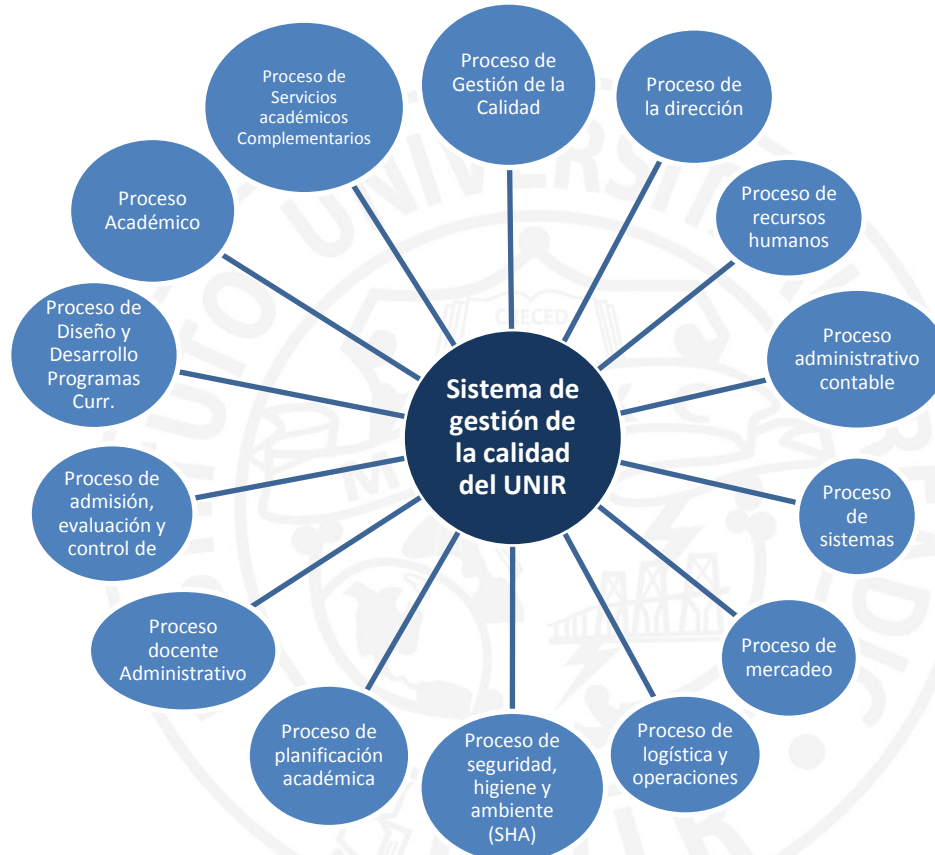 Proceso de
Gestión de la
Calidad
Proceso de
la dirección
Proceso de
recursos
humanos
Proceso
administrativo
contable
Proceso
de
sistemas
Proceso de
mercadeo
Proceso de
logística y
operaciones
Proceso de
seguridad,
higiene y
ambiente
(SHA)
Proceso de
planificación
académica
Proceso
docente
Administrativo
Proceso de
admisión,
evaluación y
control de
Proceso de
Diseño y
Desarrollo
Programas
Curr.
Proceso
Académico
Proceso de
Servicios
académicos
Complementarios
Sistema de
gestión de
la calidad
del UNIR